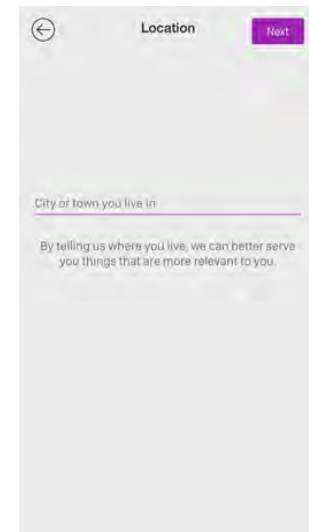 Location
Next
City or town you live in
By telling us where you live, we can better serve
you things that are more relevant to you.